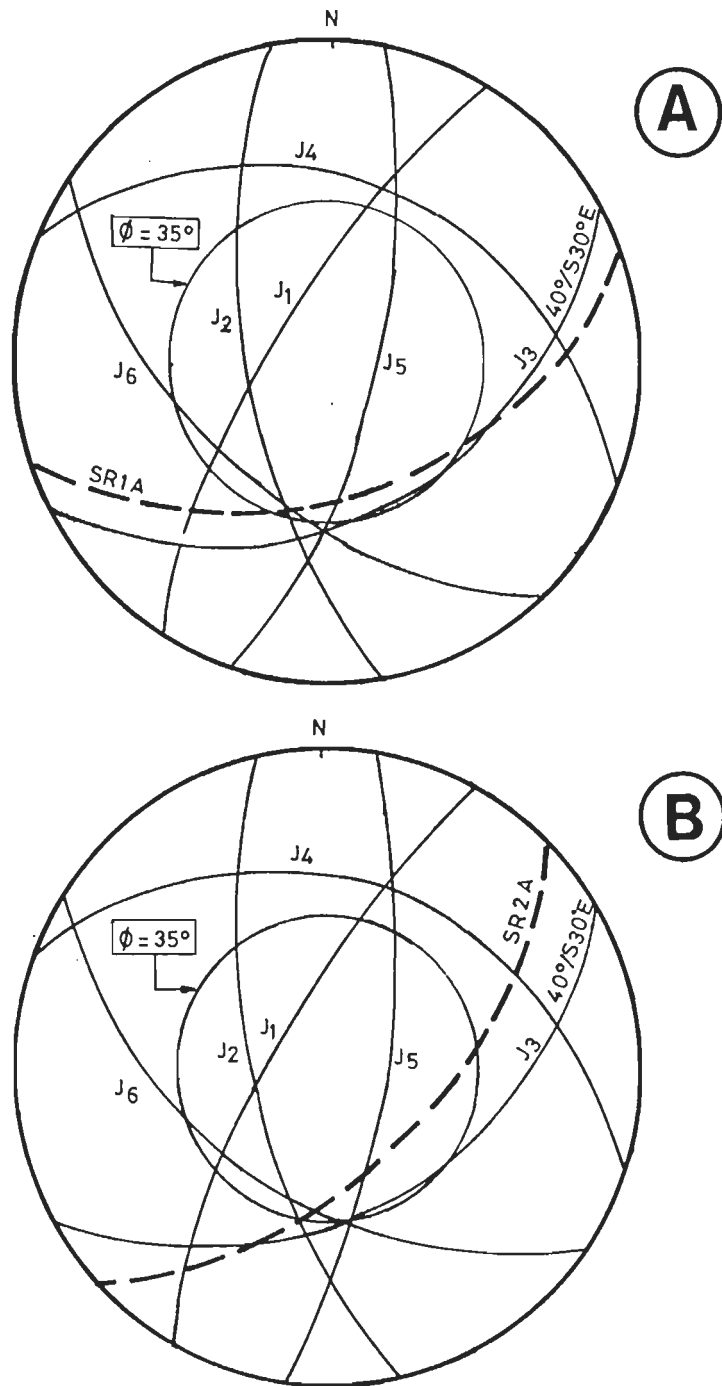 N
A
J4
φ = 35°
40°/S30°E
J1
J2
J3
J5
J6
SR1A
N
B
J4
SR2A
φ = 35°
40°/S30°E
J1
J2
J5
J3
J6